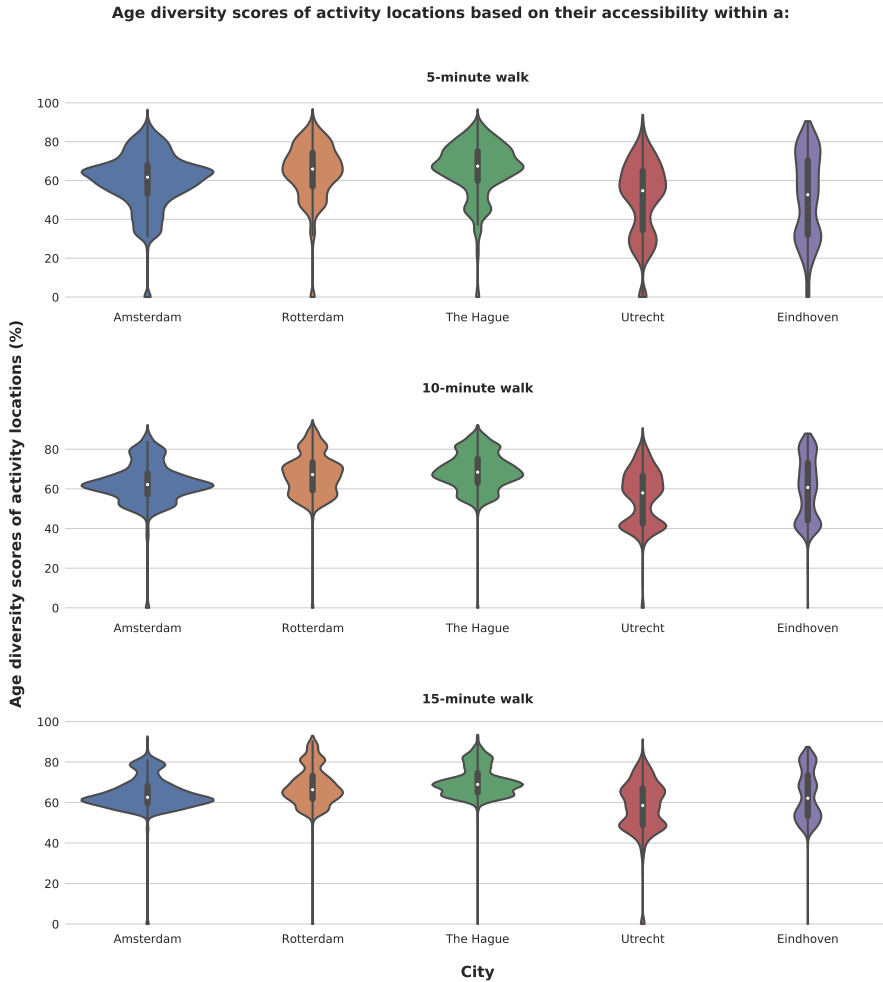 Age diversity scores of activity locations based on their accessibility within a:
5-minute walk
100
80
60
40
20
0
Amsterdam Rotterdam The Hague Utrecht Eindhoven
10-minute walk
80
60
40
20
0
Amsterdam Rotterdam The Hague Utrecht Eindhoven
Age diversity scores of activity locations (%)
15-minute walk
100
80
60
40
20
0
Amsterdam Rotterdam The Hague Utrecht Eindhoven
City